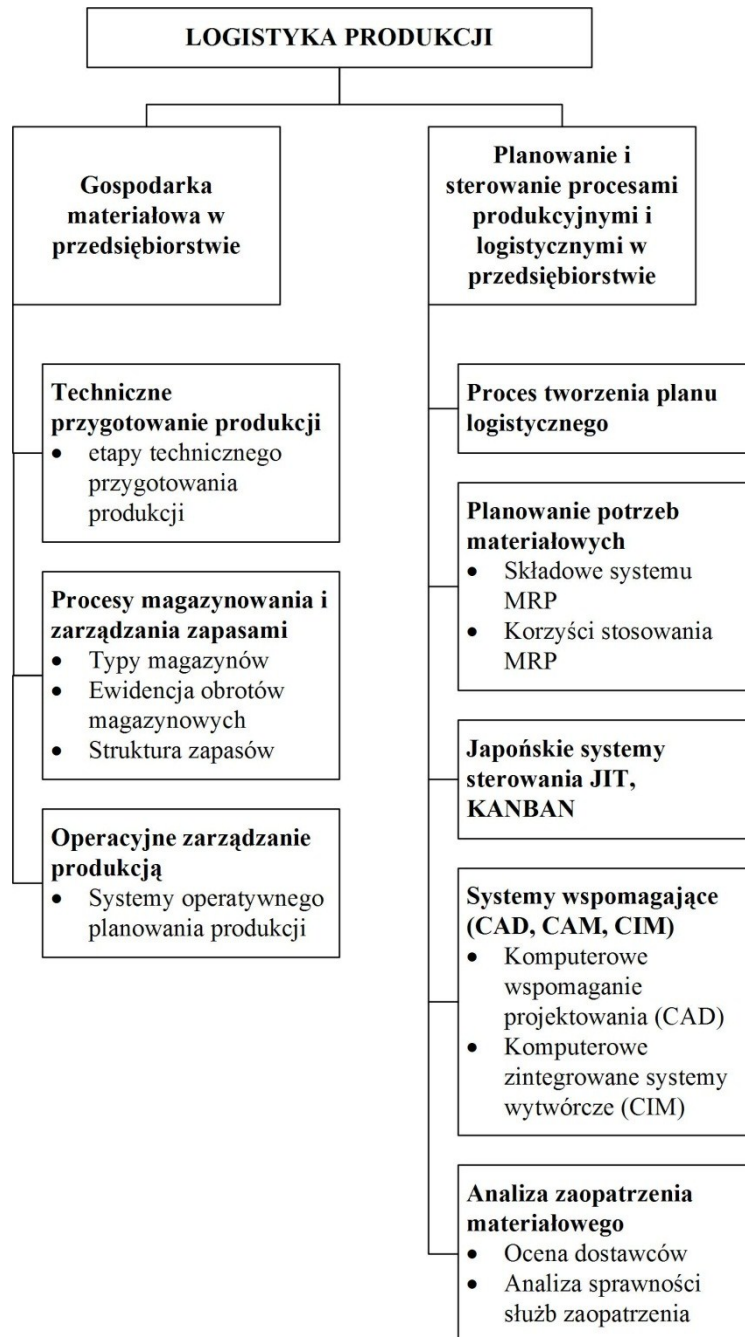 LOGISTYKA PRODUKCJI
Gospodarka
materiałowa w
przedsiębiorstwie
Techniczne
przygotowanie produkcji
• etapy technicznego
przygotowania
produkcji
Procesy magazynowania i
zarządzania zapasami
• Typy magazynów
• Ewidencja obrotów
magazynowych
• Struktura zapasów
Operacyjne zarządzanie
produkcją
• Systemy operatywnego
planowania produkcji
Planowanie i
sterowanie procesami
produkcyjnymi i
logistycznymi w
przedsiębiorstwie
Proces tworzenia planu
logistycznego
Planowanie potrzeb
materiałowych
• Składowe systemu
MRP
• Korzyści stosowania
MRP
Japońskie systemy
sterowania JIT,
KANBAN
Systemy wspomagające
(CAD, CAM, CIM)
• Komputerowe
wspomaganie
projektowania (CAD)
• Komputerowe
zintegrowane systemy
wytwórcze (CIM)
Analiza zaopatrzenia
materiałowego
• Ocena dostawców
• Analiza sprawności
służb zaopatrzenia